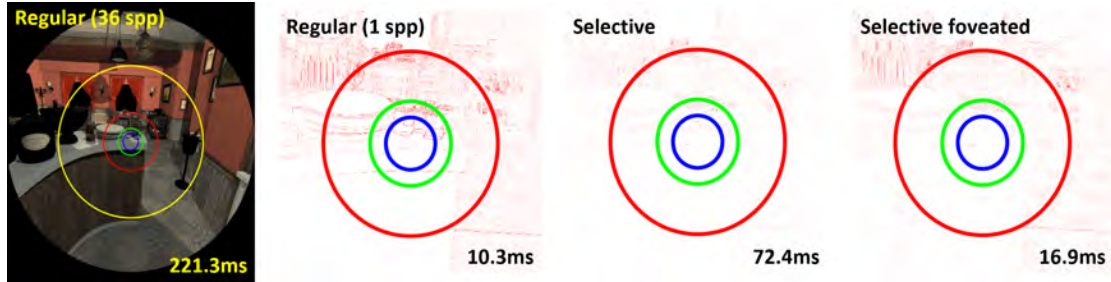 Regular (36 spp)
221.3ms
Regular (1 spp)
10.3ms
Selective
72.4ms
Selective foveated
16.9ms